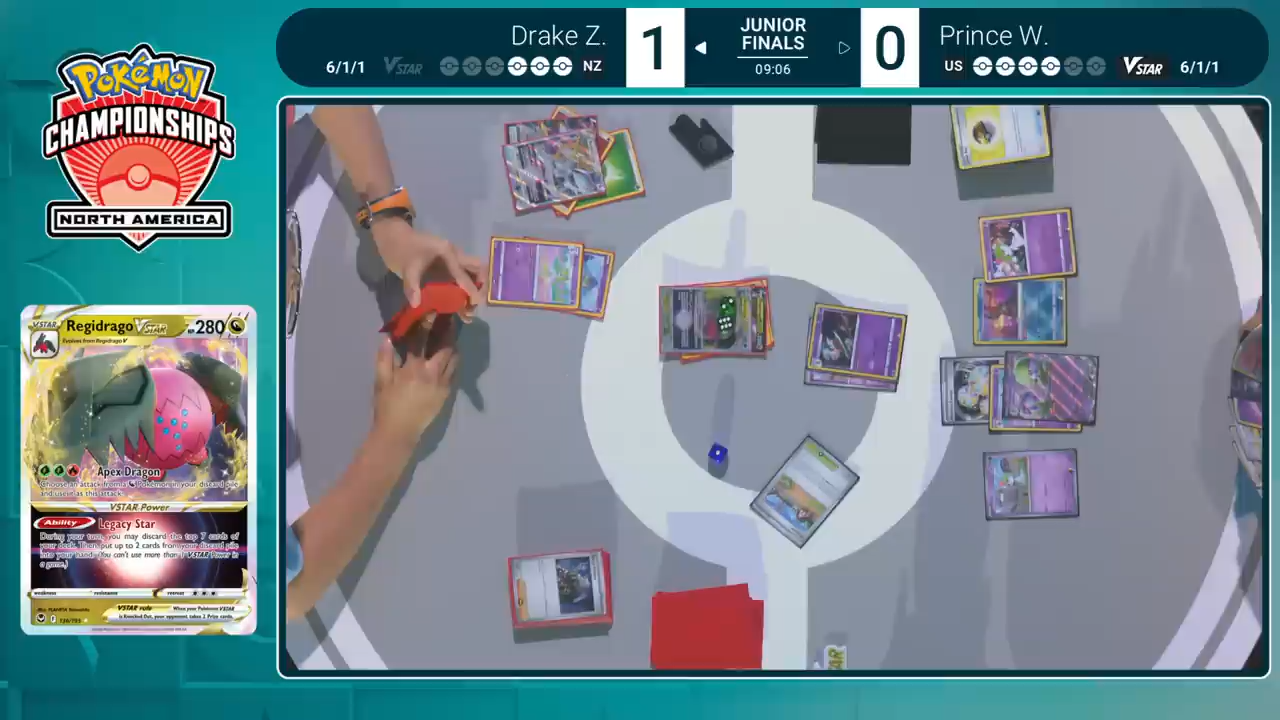 Drake Z.
1
JUNIOR
FINALS
09:06
0
Prince W.
6/1/1
VSTAR
NZ
US
VSTAR
6/1/1
Pokémon
CHAMPIONSHIPS
NORTH AMERICA
VSTAR
Regidrago VSTAR
280
Evolves from Regidrago V
Apex Dragon
Choose an attack from a Pokémon in your discard pile
and use it as this attack.
VSTAR Power
Ability
Legacy Star
During your turn, you may discard the top 7 cards of
your deck. Then, put up to 2 cards from your discard pile
into your hand. (You can't use more than 1 VSTAR Power in
a game.)
weakness
resistance
retreat
VSTAR rule
When your Pokémon VSTAR
is Knocked Out, your opponent takes 2 Prize cards.
136/195